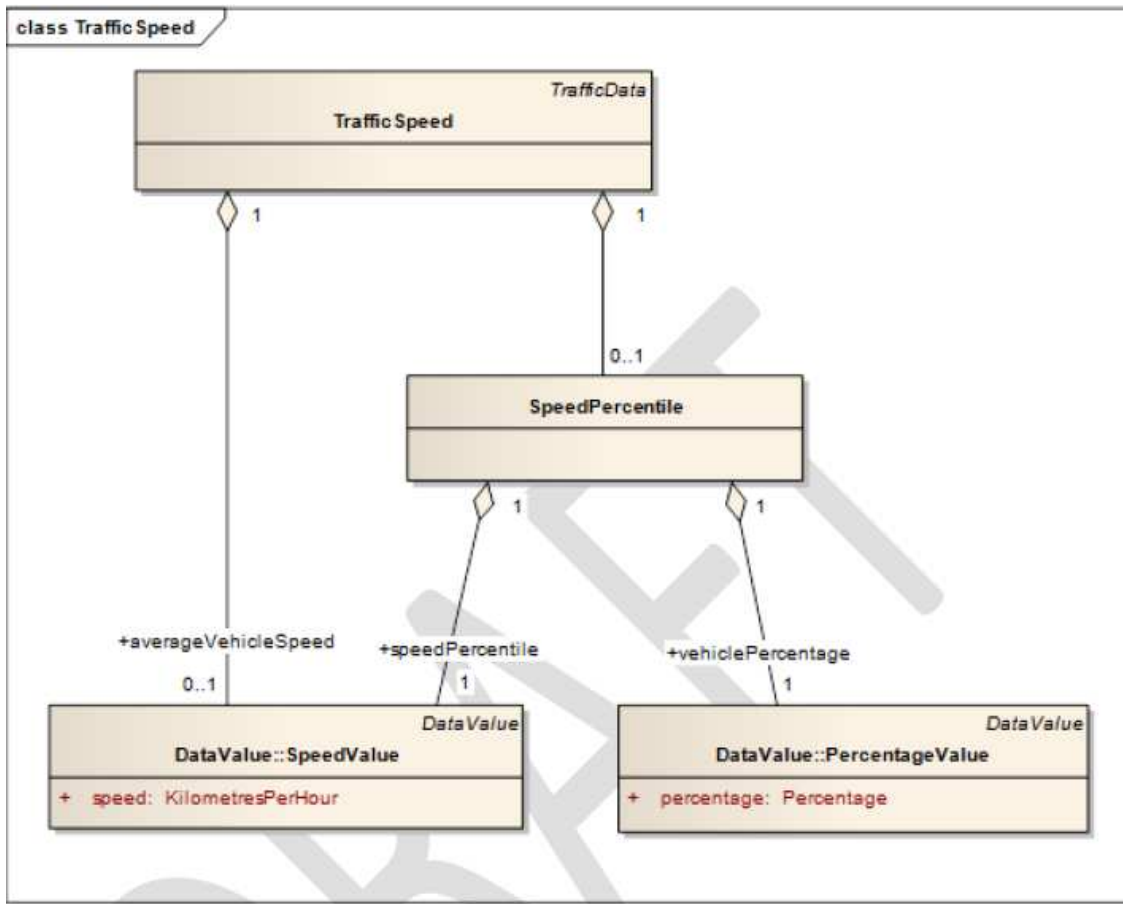 class TrafficSpeed
TrafficData
TrafficSpeed
1
1
0..1
SpeedPercentile
1
1
+averageVehicleSpeed
+speedPercentile
+vehiclePercentage
0..1
1
1
DataValue
DataValue::SpeedValue
+ speed: KilometresPerHour
DataValue
DataValue::PercentageValue
+ percentage: Percentage
DRAFT